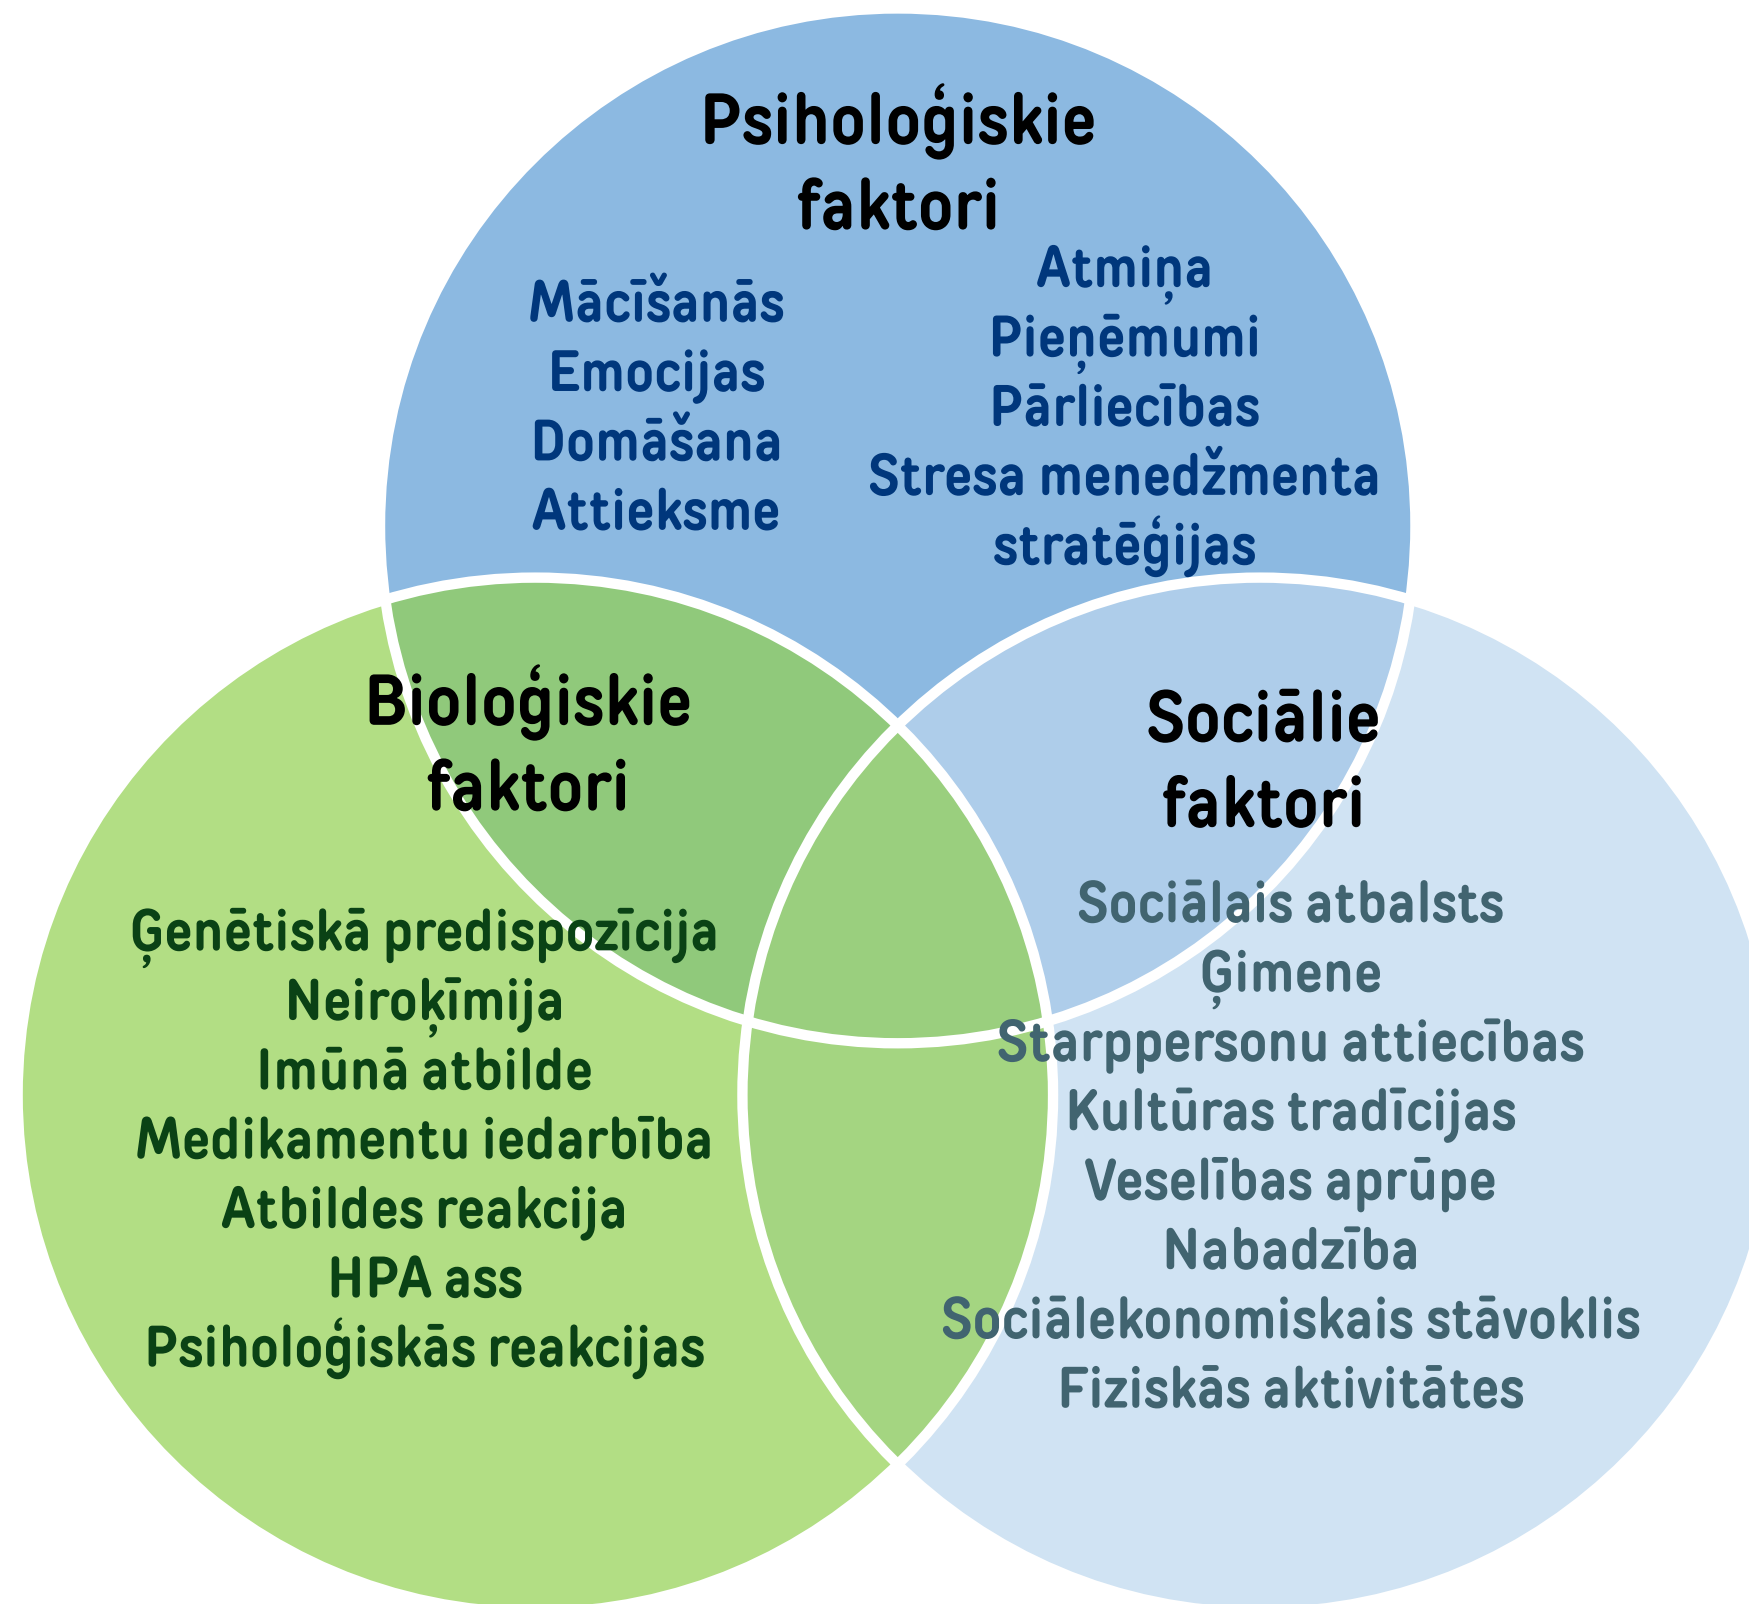 Psiholoģiskie
faktori
Mācīšanās
Emocijas
Domāšana
Attieksme
Atmiņa
Pieņēmumi
Pārliecības
Stresa menedžmenta
stratēģijas
Bioloģiskie
faktori
Ģenētiskā predispozīcija
Neiroķīmija
Imūnā atbilde
Medikamentu iedarbība
Atbildes reakcija
HPA ass
Psiholoģiskās reakcijas
Sociālie
faktori
Sociālais atbalsts
Ģimene
Starppersonu attiecības
Kultūras tradīcijas
Veselības aprūpe
Nabadzība
Sociālekonomiskais stāvoklis
Fiziskās aktivitātes